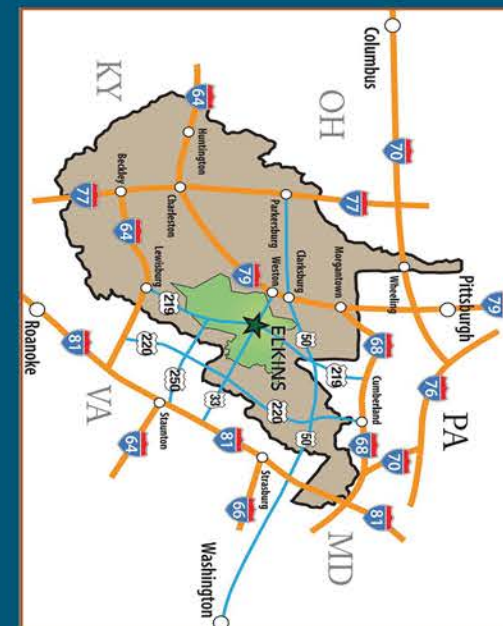 Columbus
70
OH
KY
64
Huntington
77
Parkersburg
77
Wheeling
Pittsburgh
79
Charleston
Beckley
64
Lewisburg
79
Weston
Clarksburg
Morgantown
68
76
PA
219
ELKINS
50
219
Cumberland
68
70
220
250
33
220
50
81
Roanoke
VA
Staunton
64
81
Strasburg
66
81
MD
Washington